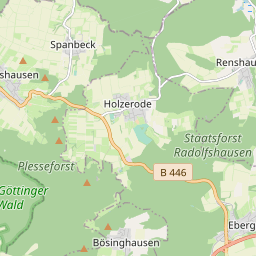 Spanbeck
shausen
Renshau
Holzerode
Staatsforst
Radolfshausen
Plesseforst
B 446
Göttinger
Wald
Eberg
Bösinghausen